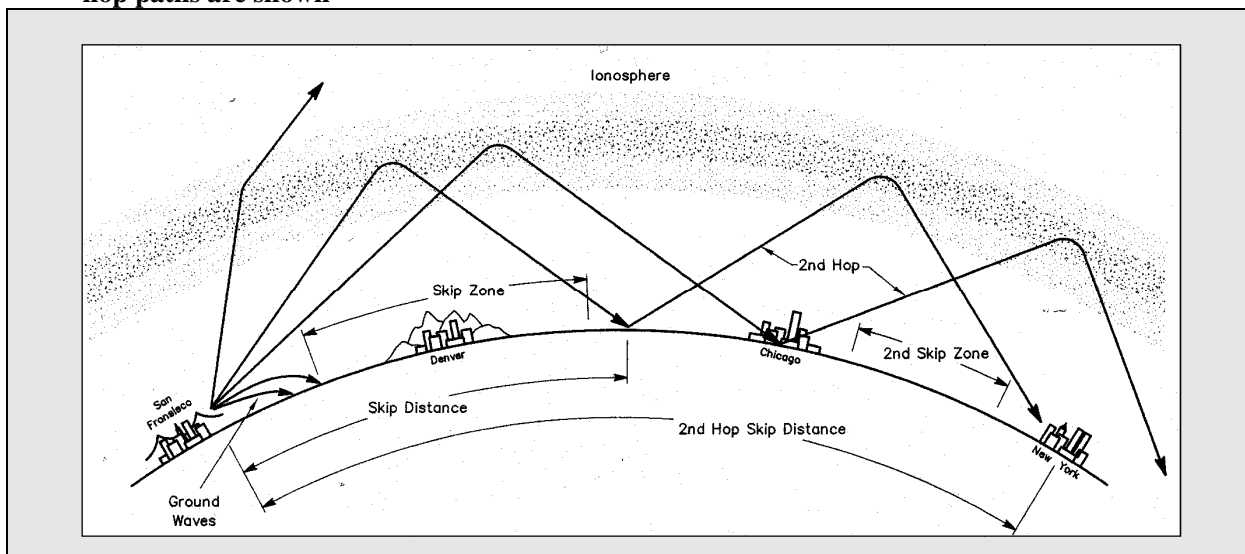 hop paths are shown
Ionosphere
2nd Hop
Skip Zone
Denver
Chicago
2nd Skip Zone
San
Fransisco
Skip Distance
2nd Hop Skip Distance
New York
Ground
Waves